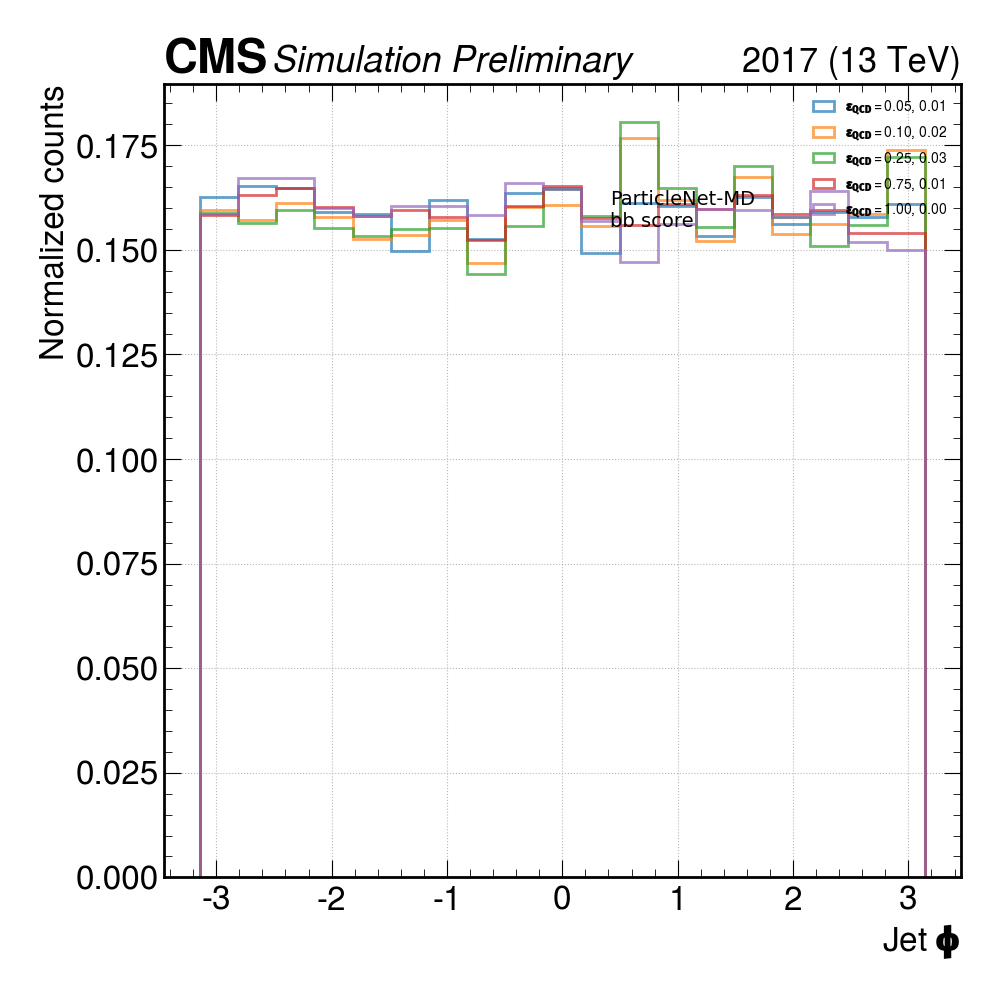 CMS Simulation Preliminary 2017 (13 TeV)
Normalized counts
0.175
0.150
0.125
0.100
0.075
0.050
0.025
0.000
εQCD = 0.05, 0.01
εQCD = 0.10, 0.02
εQCD = 0.25, 0.03
εQCD = 0.75, 0.01
εQCD = 1.00, 0.00
ParticleNet-MD
bb score
-3 -2 -1 0 1 2 3
Jet ϕ